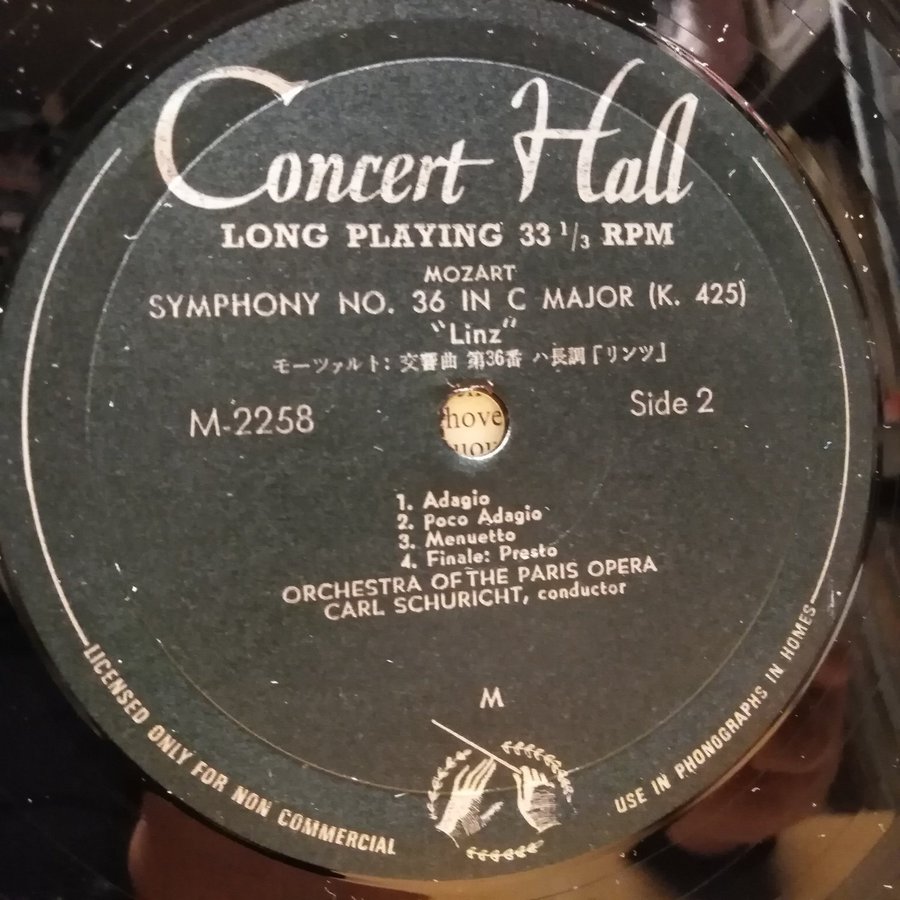 Concert Hall
LONG PLAYING 33 1/3 RPM
MOZART
SYMPHONY NO. 36 IN C MAJOR (K. 425)
"Linz"
モーツァルト: 交響曲 第36番 ハ長調「リンツ」
M-2258
Side 2
hove
1. Adagio
2. Poco Adagio
3. Menuetto
4. Finale: Presto
ORCHESTRA OF THE PARIS OPERA
CARL SCHURICHT, conductor
M
LICENSED ONLY FOR NON COMMERCIAL
USE IN PHONOGRAPHS IN HOMES